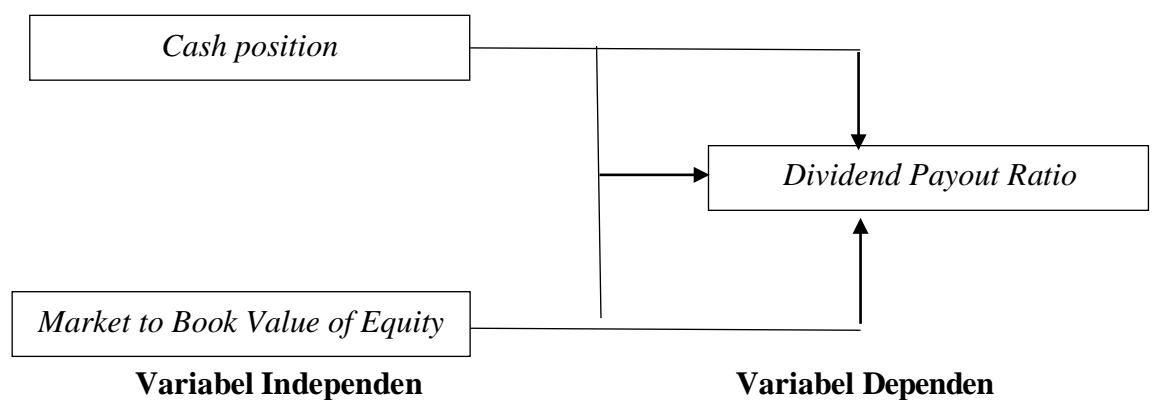 Cash position
Dividend Payout Ratio
Market to Book Value of Equity
Variabel Independen
Variabel Dependen